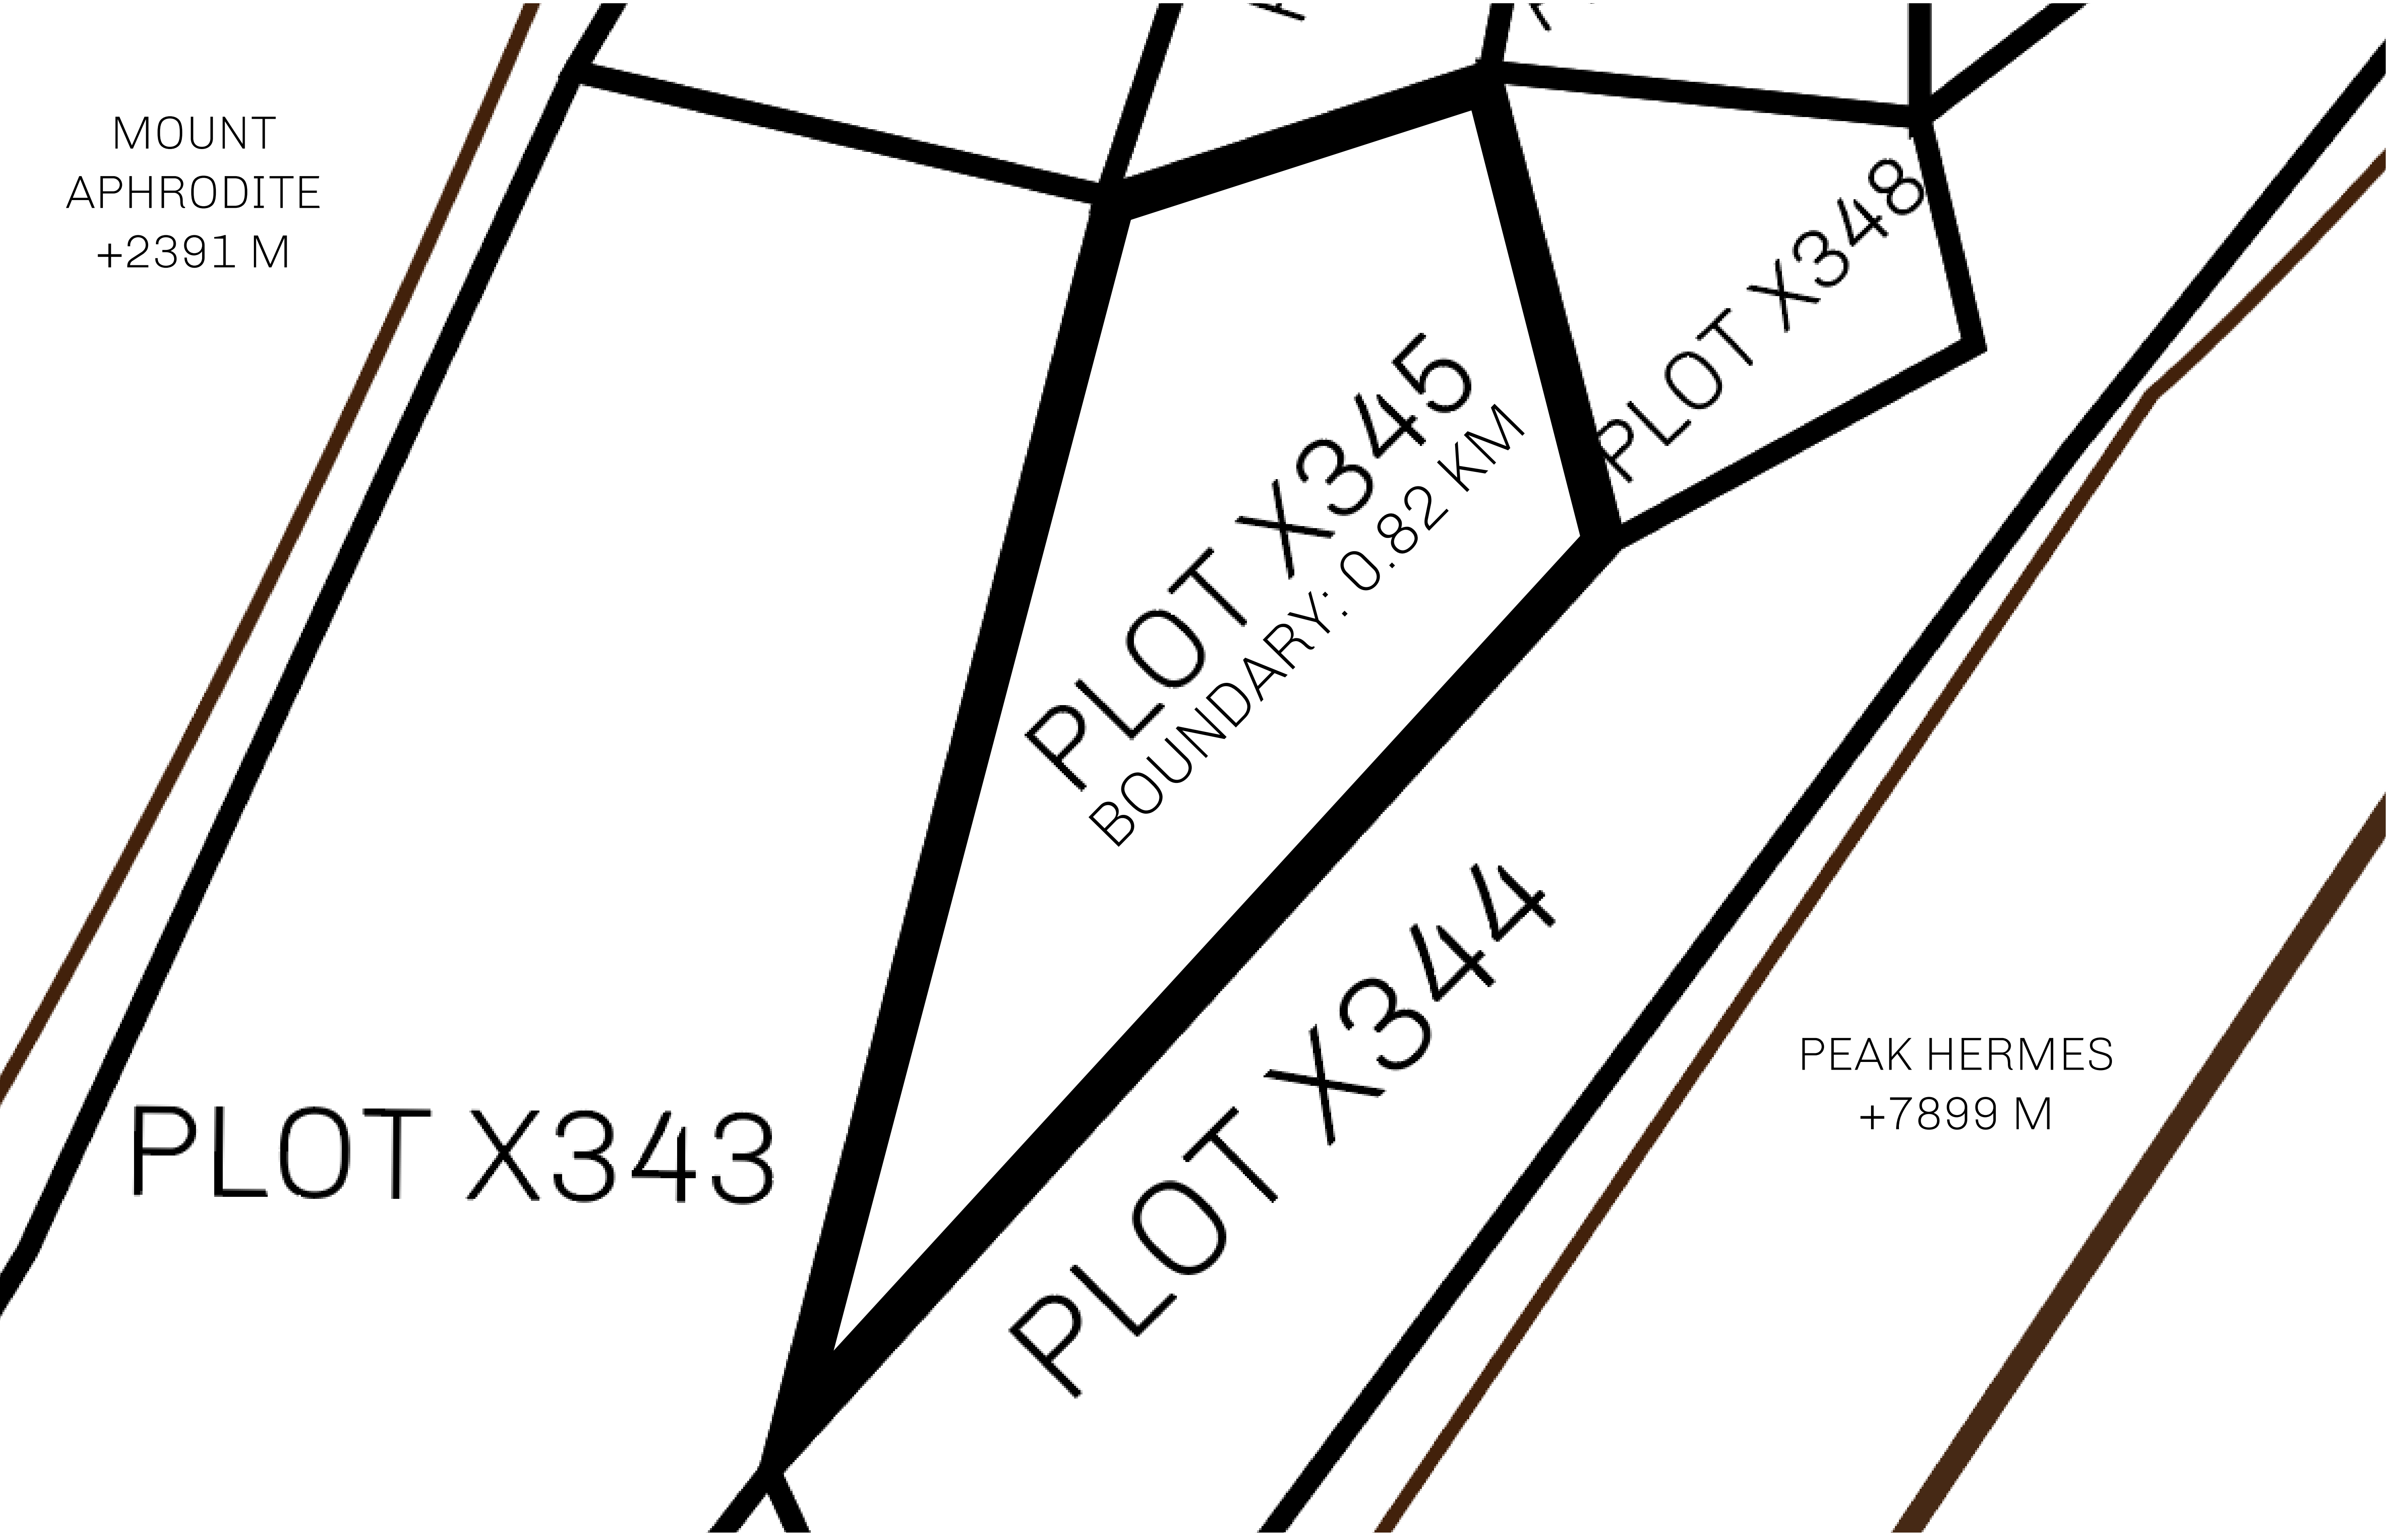 MOUNT
APHRODITE
+2391 M
PLOT X348
PLOT X345
BOUNDARY: 0.82 KM
PLOT X344
PLOT X343
PEAK HERMES
+7899 M